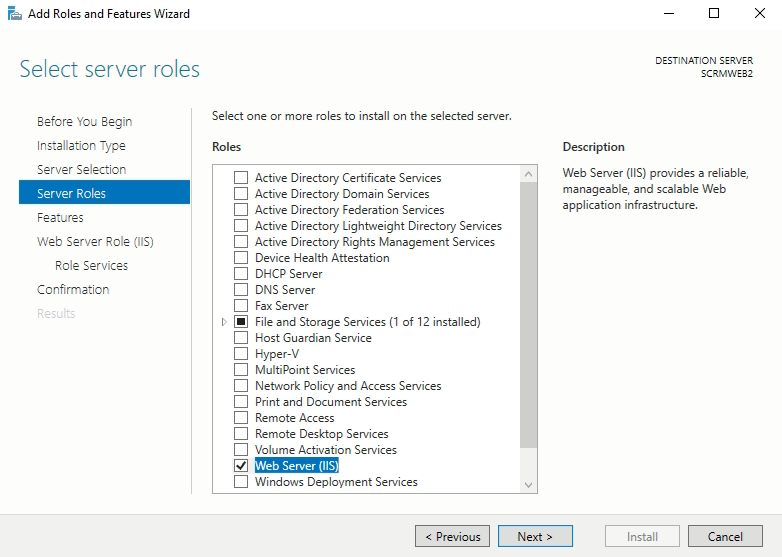 Add Roles and Features Wizard
Select server roles
DESTINATION SERVER
SCRMWEB2
Before You Begin
Installation Type
Server Selection
Server Roles
Features
Web Server Role (IIS)
Role Services
Confirmation
Results
Select one or more roles to install on the selected server.
Roles
Active Directory Certificate Services
Active Directory Domain Services
Active Directory Federation Services
Active Directory Lightweight Directory Services
Active Directory Rights Management Services
Device Health Attestation
DHCP Server
DNS Server
Fax Server
File and Storage Services (1 of 12 installed)
Host Guardian Service
Hyper-V
MultiPoint Services
Network Policy and Access Services
Print and Document Services
Remote Access
Remote Desktop Services
Volume Activation Services
Web Server (IIS)
Windows Deployment Services
Description
Web Server (IIS) provides a reliable,
manageable, and scalable Web
application infrastructure.
< Previous
Next >
Install
Cancel